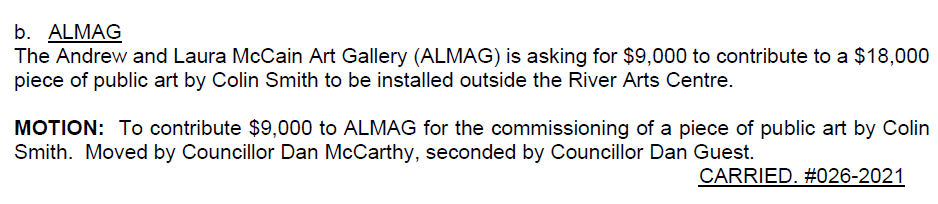 b. ALMAG
The Andrew and Laura McCain Art Gallery (ALMAG) is asking for $9,000 to contribute to a $18,000
piece of public art by Colin Smith to be installed outside the River Arts Centre.
MOTION: To contribute $9,000 to ALMAG for the commissioning of a piece of public art by Colin
Smith. Moved by Councillor Dan McCarthy, seconded by Councillor Dan Guest.
CARRIED. #026-2021